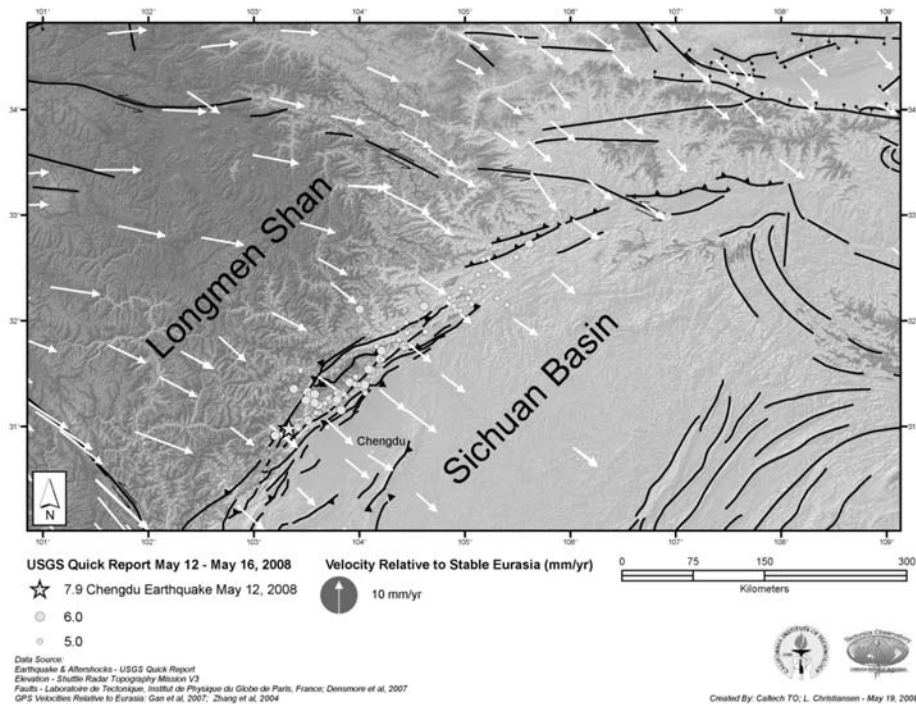 101° 102° 103° 104° 105° 106° 107° 108° 109°
34° 34°
33° 33°
32° 32°
31° 31°
Longmen Shan
Sichuan Basin
Chengdu
N
USGS Quick Report May 12 - May 16, 2008
7.9 Chengdu Earthquake May 12, 2008
6.0
5.0
Velocity Relative to Stable Eurasia (mm/yr)
10 mm/yr
0 75 150 300
Kilometers
Data Source:
Earthquake & Aftershocks - USGS Quick Report
Elevation - Shuttle Radar Topography Mission V3
Faults - Laboratoire de Tectonique, Institut de Physique du Globe de Paris, France; Densmore et al, 2007
GPS Velocities Relative to Eurasia: Gan et al, 2007; Zhang et al, 2004
Created By: Caltech TO; L. Christiansen - May 19, 2008